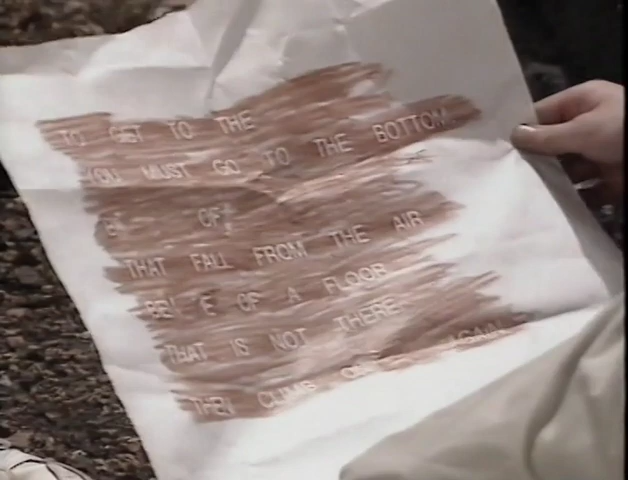 TO GET TO THE
YOU MUST GO TO THE BOTTOM
OF
THAT FALL FROM THE AIR
OF A FLOOR
THAT IS NOT THERE
THEN CLIMB AGAIN